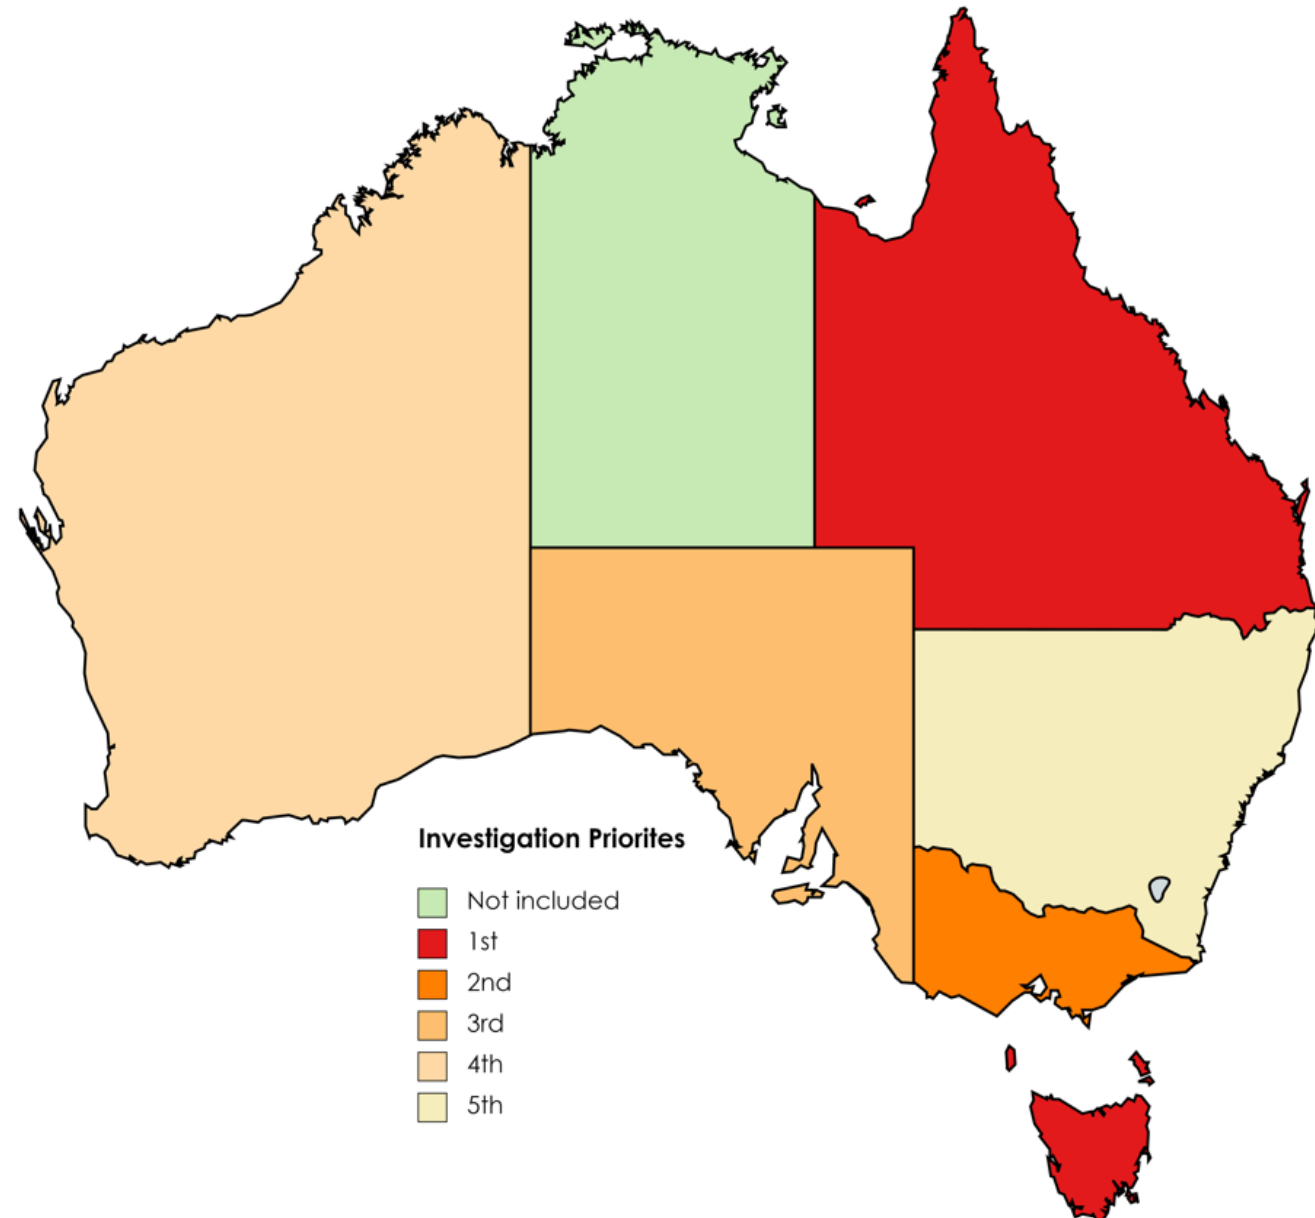 Investigation Priorites
Not included
1st
2nd
3rd
4th
5th